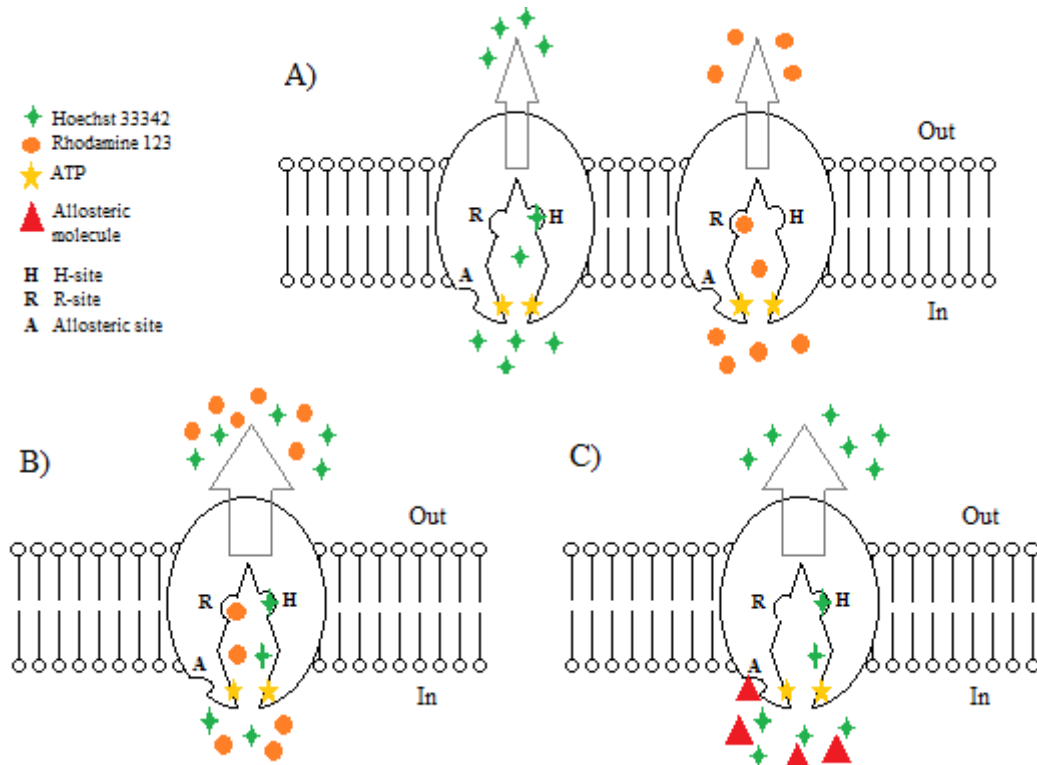 A)
Hoechst 33342
Rhodamine 123
ATP
Allosteric
molecule
H H-site
R R-site
A Allosteric site
R H
A
R H
A
Out
In
B)
Out
R H
A
In
C)
Out
R H
A
In